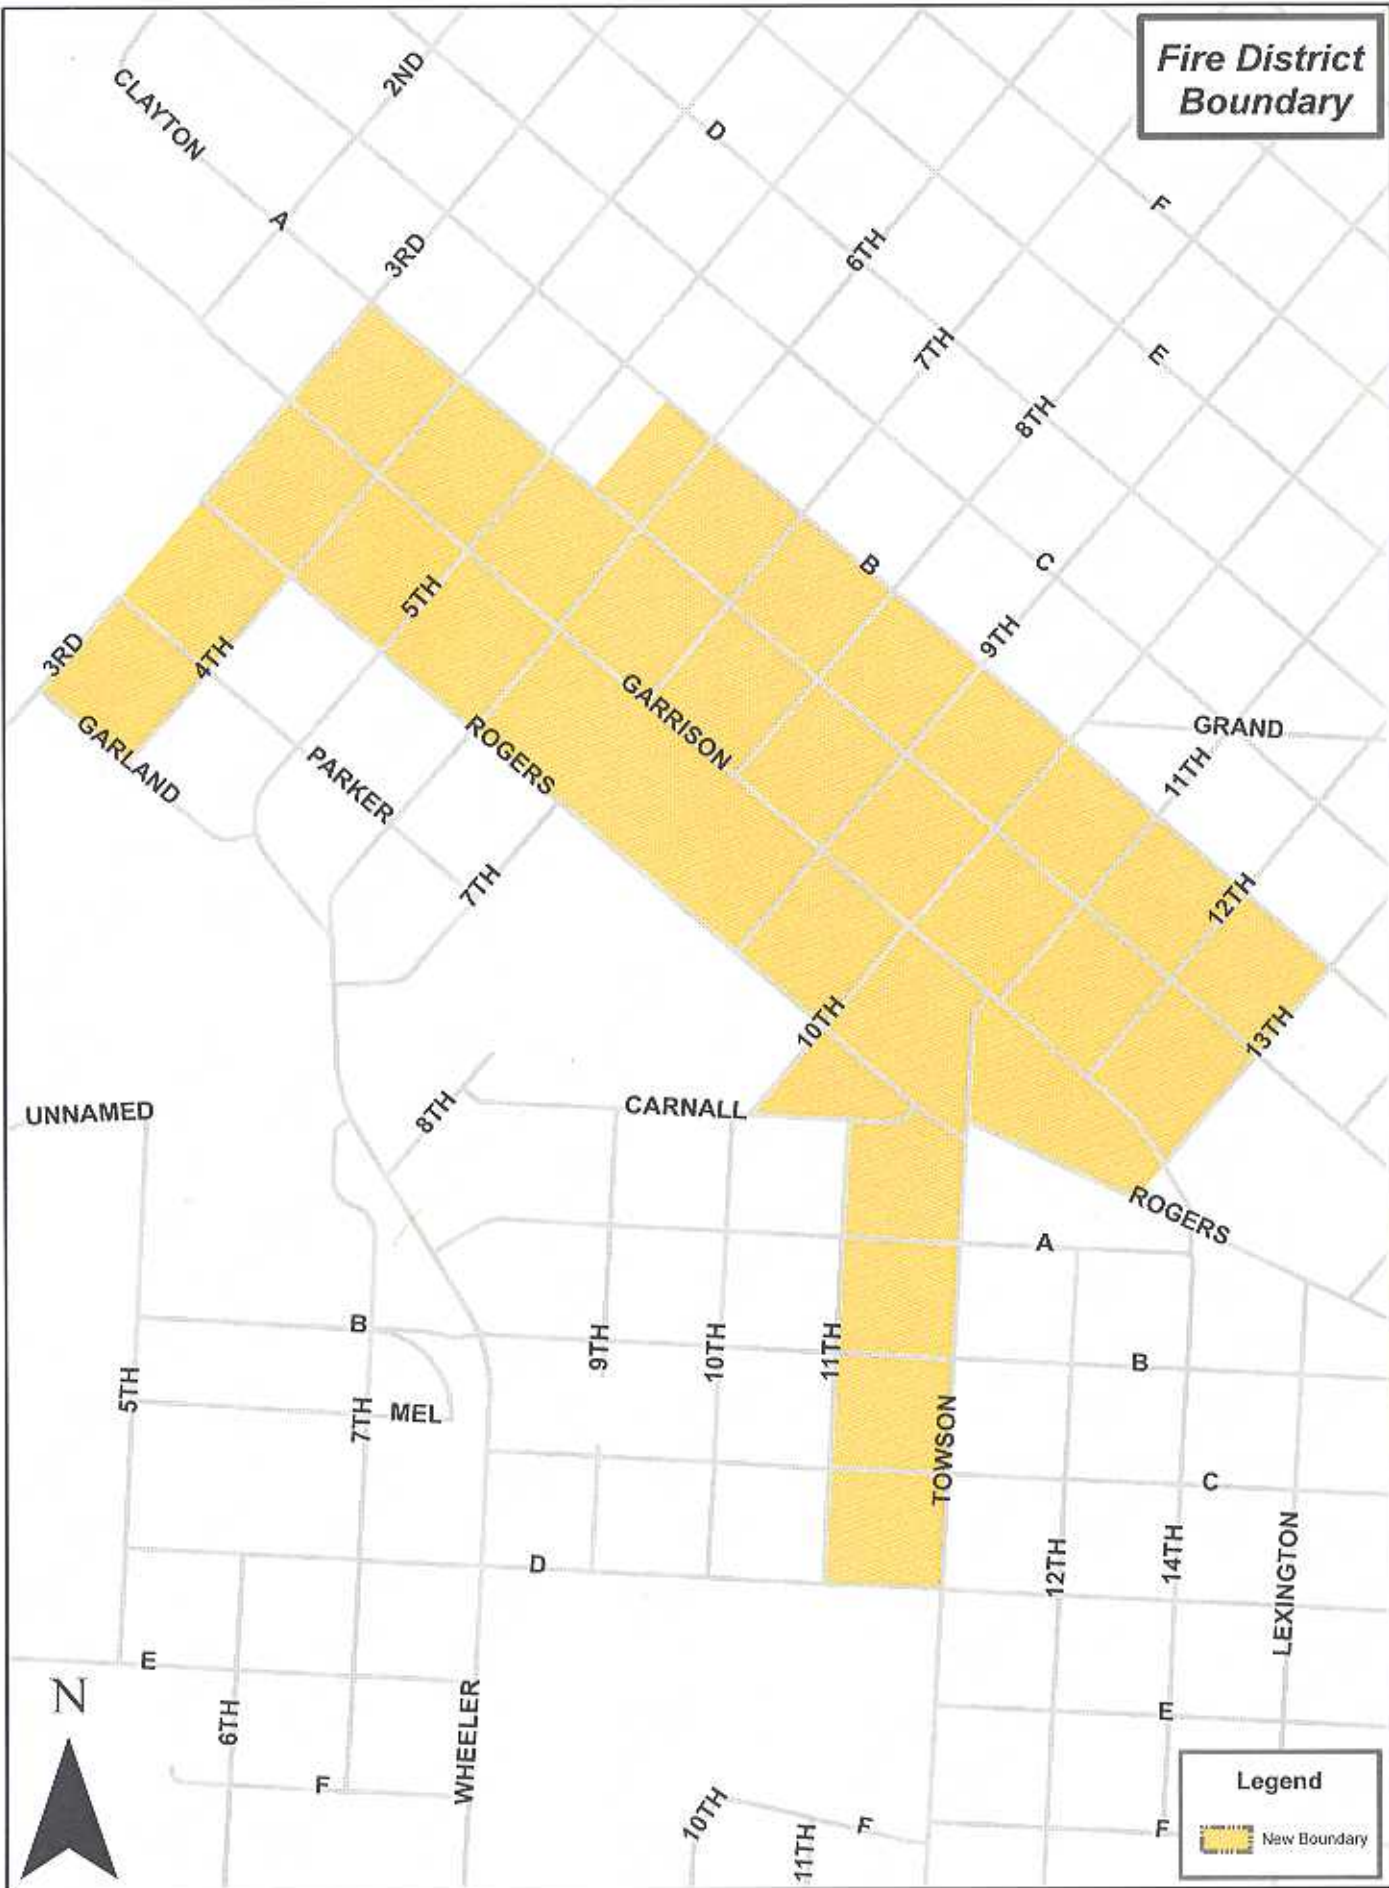 Fire District
Boundary
CLAYTON
2ND
D
A
F
3RD
6TH
7TH
E
8TH
B
C
5TH
9TH
3RD
4TH
GARRISON
GARLAND
ROGERS
GRAND
PARKER
11TH
7TH
12TH
10TH
13TH
UNNAMED
8TH
CARNALL
ROGERS
A
B
9TH
10TH
11TH
B
5TH
7TH
MEL
TOWSON
C
D
12TH
14TH
LEXINGTON
E
N
6TH
WHEELER
E
F
10TH
11TH
F
F
Legend
New Boundary